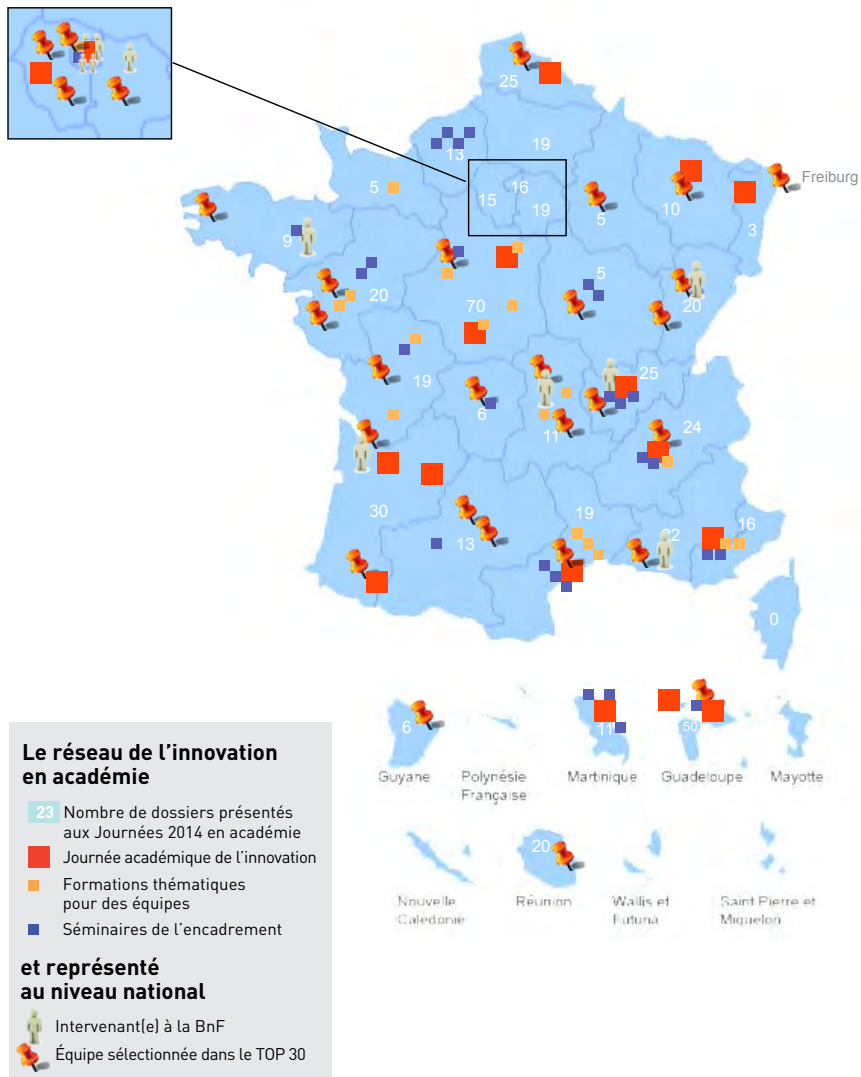 25
19
13
5
16
15
19
5
10
3
Freiburg
9
20
70
5
20
19
6
11
25
24
30
13
19
22
16
0
6
11
50
Guyane
Polynésie
Française
Martinique
Guadeloupe
Mayotte
20
Nouvelle
Calédonie
Réunion
Wallis et
Futuna
Saint Pierre et
Miquelon
Le réseau de l’innovation
en académie
23 Nombre de dossiers présentés
aux Journées 2014 en académie
Journée académique de l’innovation
Formations thématiques
pour des équipes
Séminaires de l’encadrement
et représenté
au niveau national
Intervenant(e) à la BnF
Équipe sélectionnée dans le TOP 30